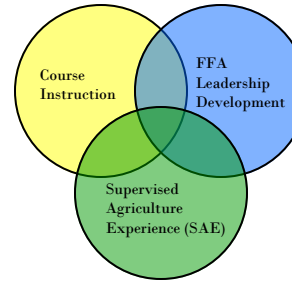 Course
Instruction
FFA
Leadership
Development
Supervised
Agriculture
Experience (SAE)